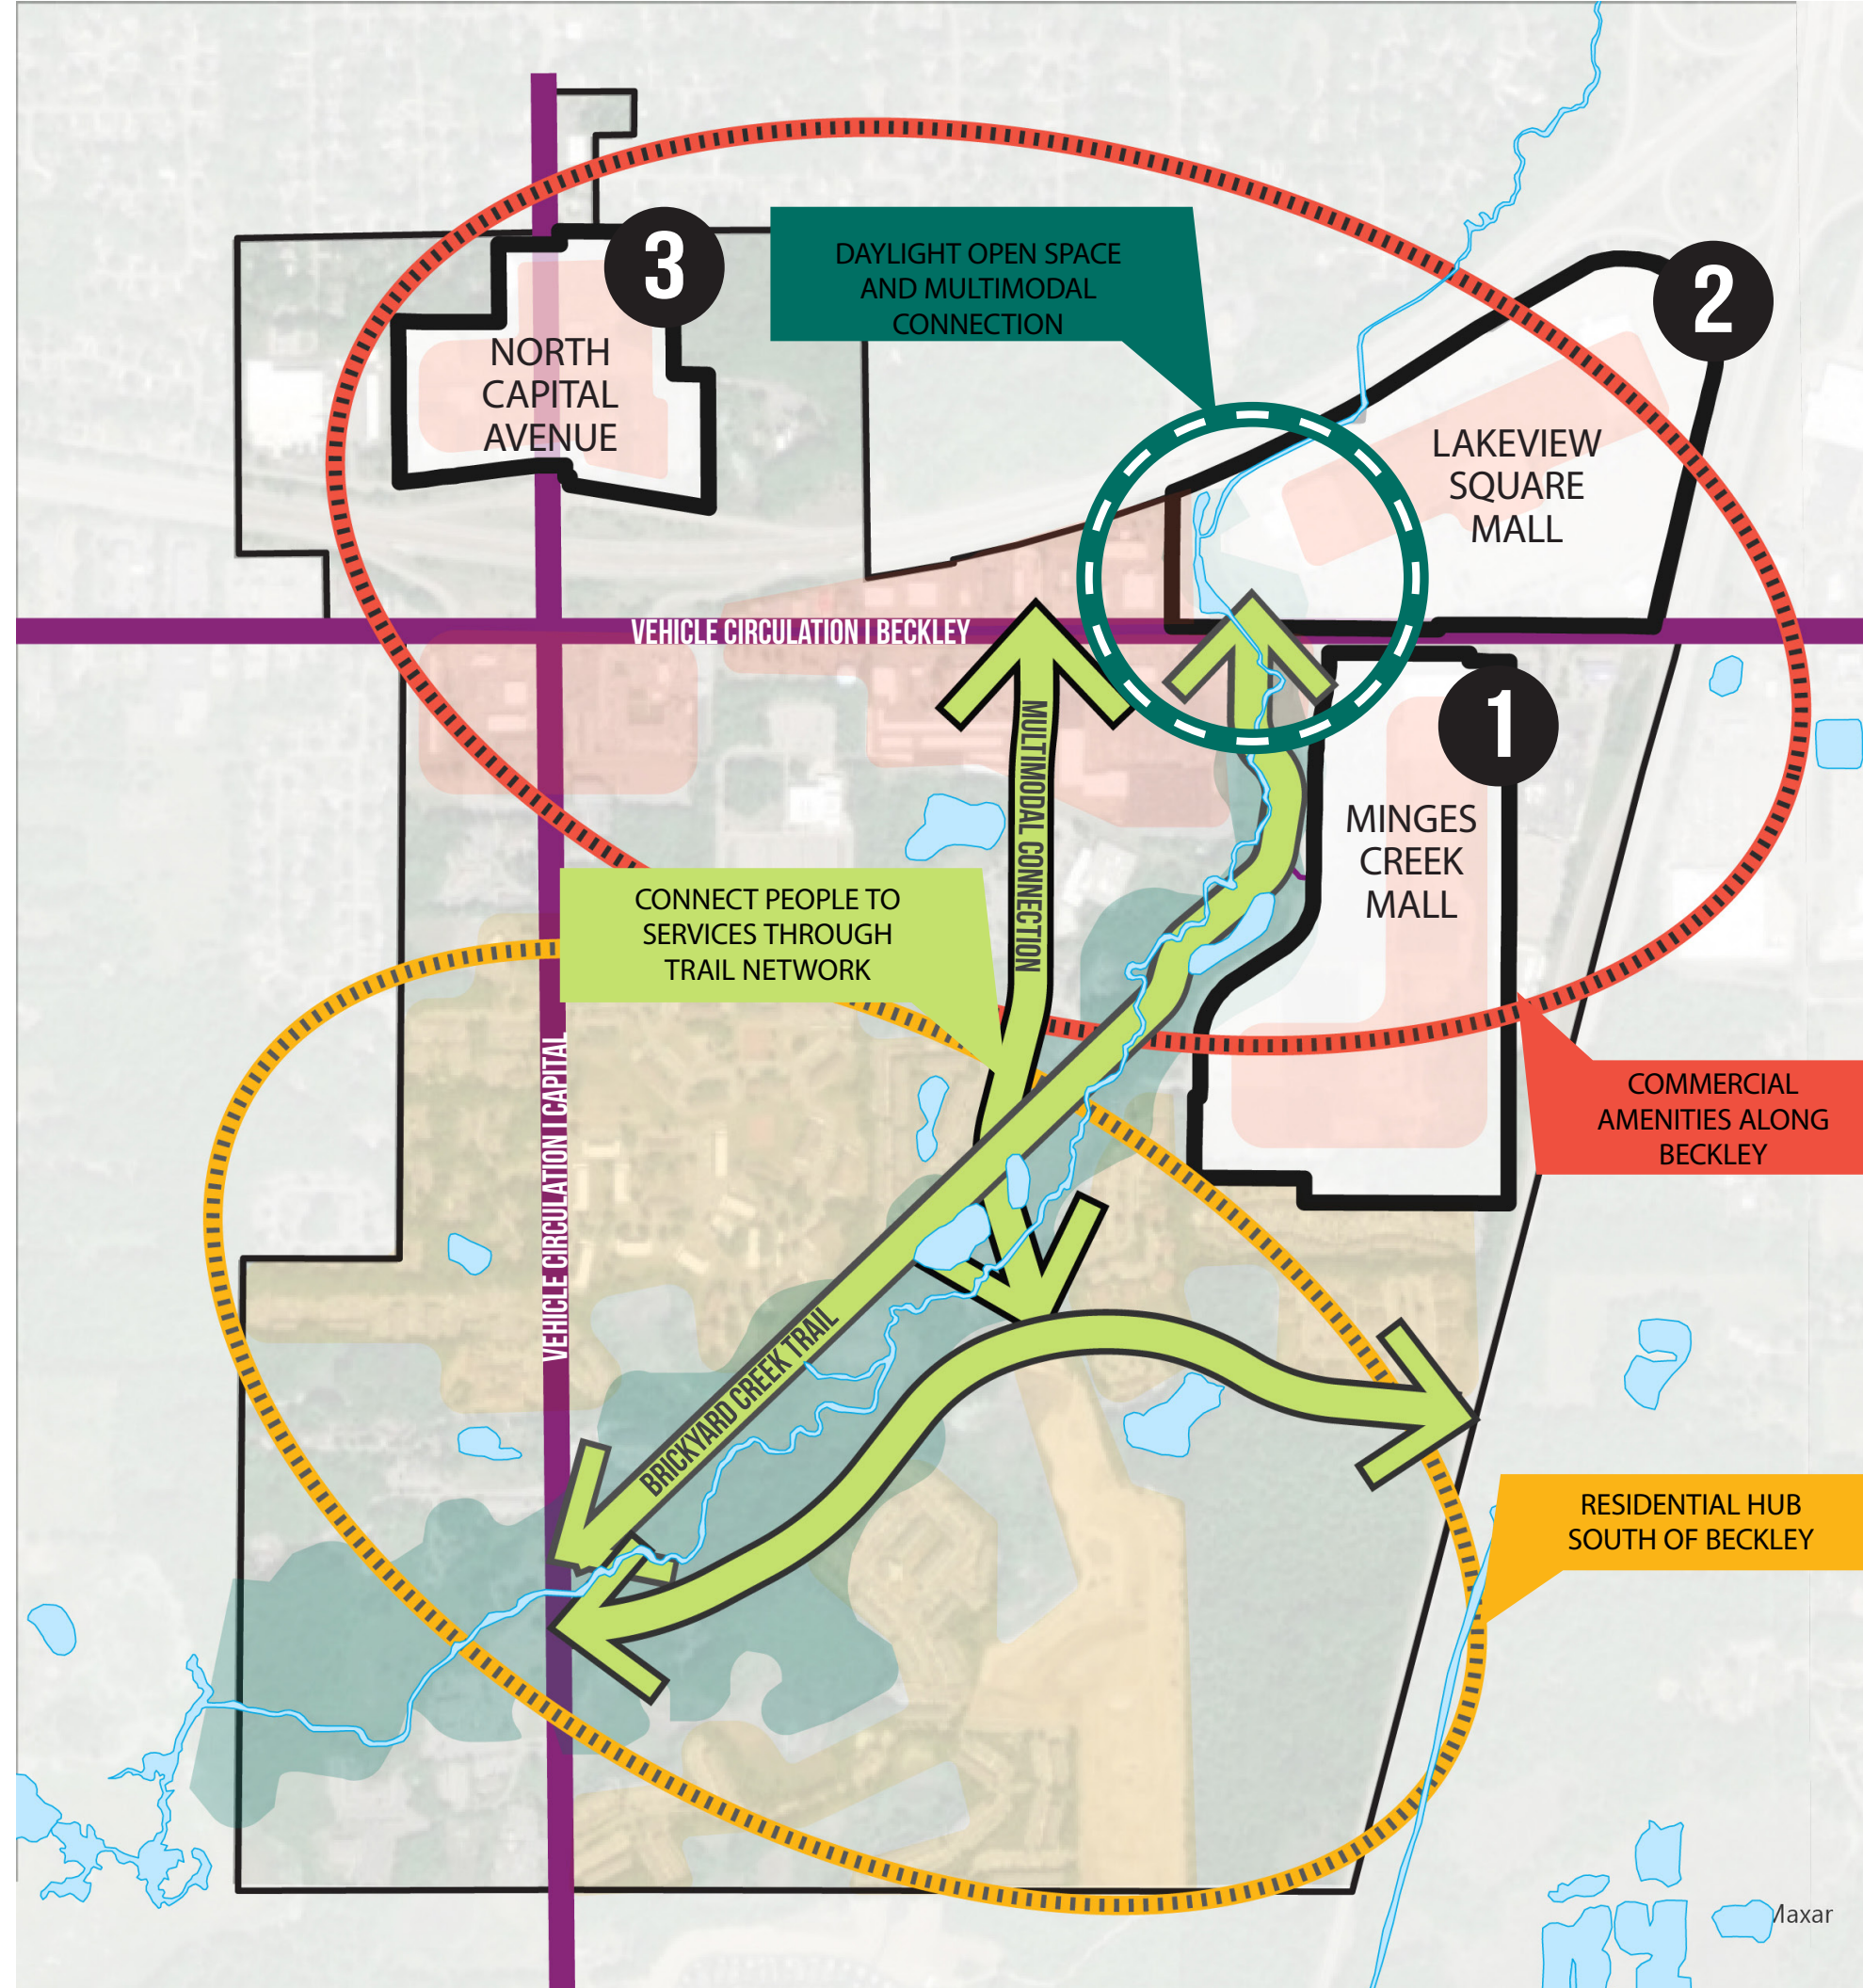 3
DAYLIGHT OPEN SPACE
AND MULTIMODAL
CONNECTION
2
NORTH
CAPITAL
AVENUE
LAKEVIEW
SQUARE
MALL
VEHICLE CIRCULATION | BECKLEY
1
MULTIMODAL CONNECTION
MINGES
CREEK
MALL
CONNECT PEOPLE TO
SERVICES THROUGH
TRAIL NETWORK
VEHICLE CIRCULATION | CAPITAL
COMMERCIAL
AMENITIES ALONG
BECKLEY
BRICKYARD CREEK TRAIL
RESIDENTIAL HUB
SOUTH OF BECKLEY
Maxar